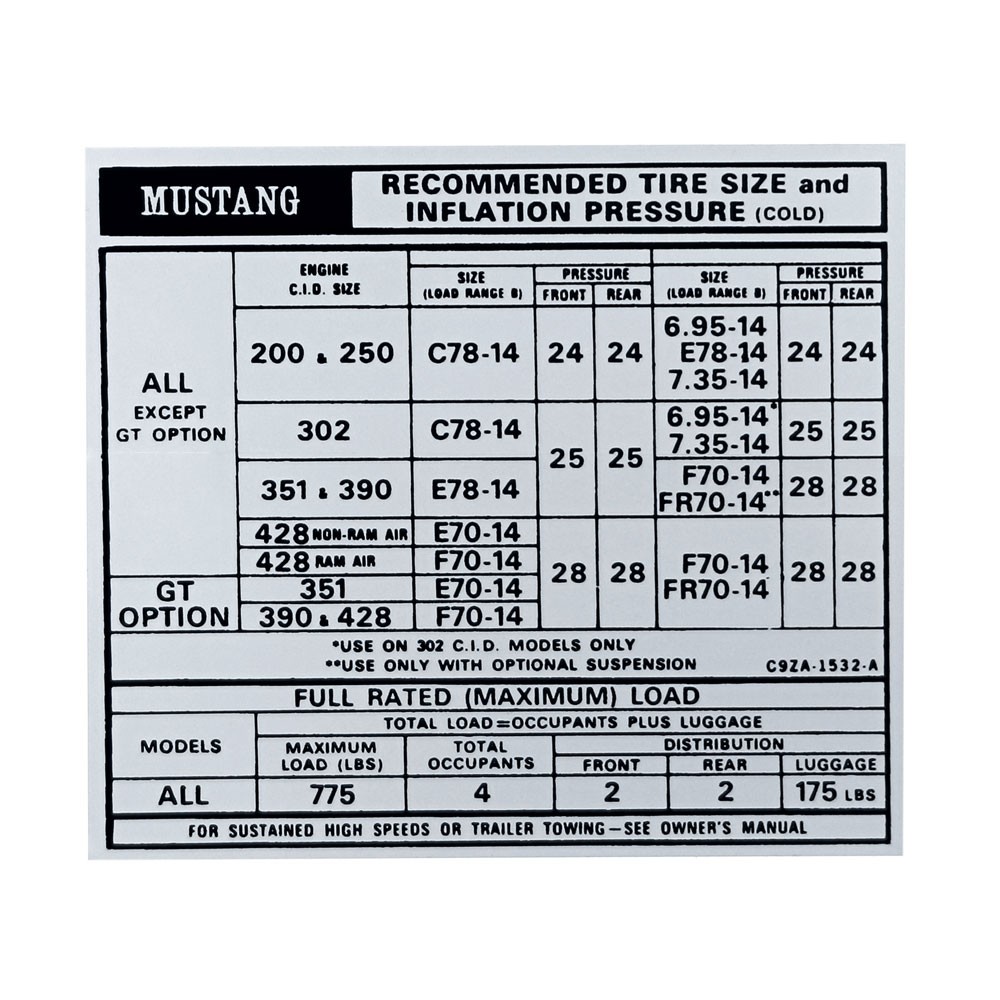 MUSTANG
RECOMMENDED TIRE SIZE and
INFLATION PRESSURE (COLD)
ENGINE
C.I.D. SIZE
SIZE
(LOAD RANGE B)
PRESSURE
FRONT REAR
SIZE
(LOAD RANGE B)
PRESSURE
FRONT REAR
ALL
EXCEPT
GT OPTION
200 & 250 C78-14 24 24
6.95-14
E78-14
7.35-14
24 24
302 C78-14
25 25
6.95-14*
7.35-14
25 25
351 & 390 E78-14
F70-14
FR70-14**
28 28
428 NON-RAM AIR E70-14
428 RAM AIR F70-14
28 28
F70-14
FR70-14
28 28
GT
OPTION
351 E70-14
390 & 428 F70-14
*USE ON 302 C.I.D. MODELS ONLY
**USE ONLY WITH OPTIONAL SUSPENSION C9ZA-1532-A
FULL RATED (MAXIMUM) LOAD
TOTAL LOAD=OCCUPANTS PLUS LUGGAGE
MODELS
MAXIMUM
LOAD (LBS)
TOTAL
OCCUPANTS
DISTRIBUTION
FRONT REAR LUGGAGE
ALL 775 4 2 2 175 LBS
FOR SUSTAINED HIGH SPEEDS OR TRAILER TOWING—SEE OWNER'S MANUAL